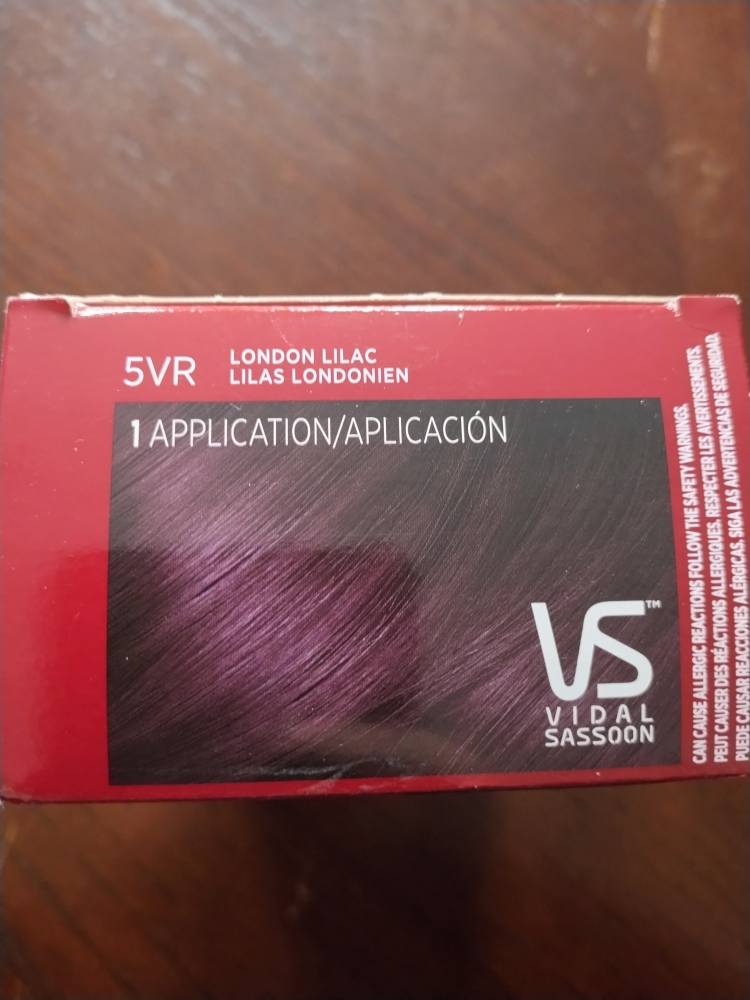 5VR
LONDON LILAC
LILAS LONDONIEN
1 APPLICATION/APLICACIÓN
VS™
VIDAL
SASSOON
CAN CAUSE ALLERGIC REACTIONS FOLLOW THE SAFETY WARNINGS.
PEUT CAUSER DES RÉACTIONS ALLERGIQUES. RESPECTER LES AVERTISSEMENTS.
PUEDE CAUSAR REACCIONES ALÉRGICAS. SIGA LAS ADVERTENCIAS DE SEGURIDAD.